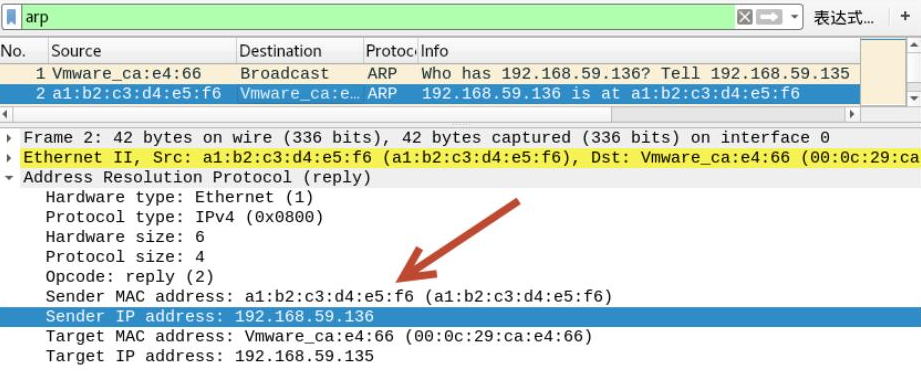 arp 表达式... +
No. Source Destination Protoc Info
1 Vmware_ca:e4:66 Broadcast ARP Who has 192.168.59.136? Tell 192.168.59.135
2 a1:b2:c3:d4:e5:f6 Vmware_ca:e... ARP 192.168.59.136 is at a1:b2:c3:d4:e5:f6
Frame 2: 42 bytes on wire (336 bits), 42 bytes captured (336 bits) on interface 0
Ethernet II, Src: a1:b2:c3:d4:e5:f6 (a1:b2:c3:d4:e5:f6), Dst: Vmware_ca:e4:66 (00:0c:29:ca
Address Resolution Protocol (reply)
Hardware type: Ethernet (1)
Protocol type: IPv4 (0x0800)
Hardware size: 6
Protocol size: 4
Opcode: reply (2)
Sender MAC address: a1:b2:c3:d4:e5:f6 (a1:b2:c3:d4:e5:f6)
Sender IP address: 192.168.59.136
Target MAC address: Vmware_ca:e4:66 (00:0c:29:ca:e4:66)
Target IP address: 192.168.59.135